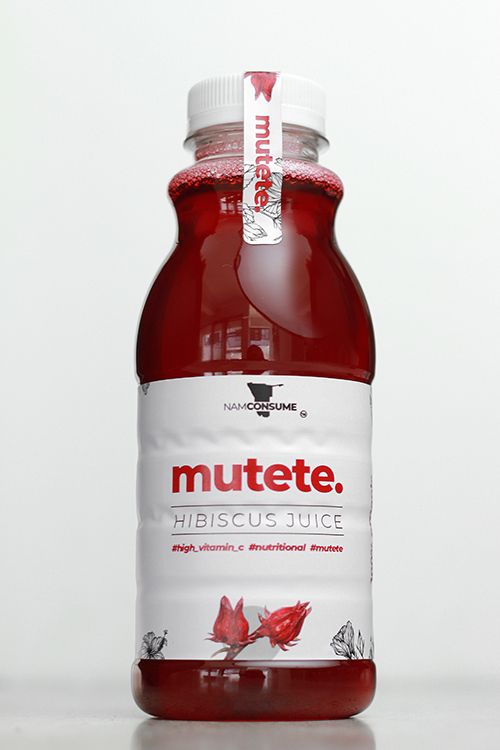 mutete.
NAMCONSUME
mutete.
HIBISCUS JUICE
#high_vitamin_c #nutritional #mutete